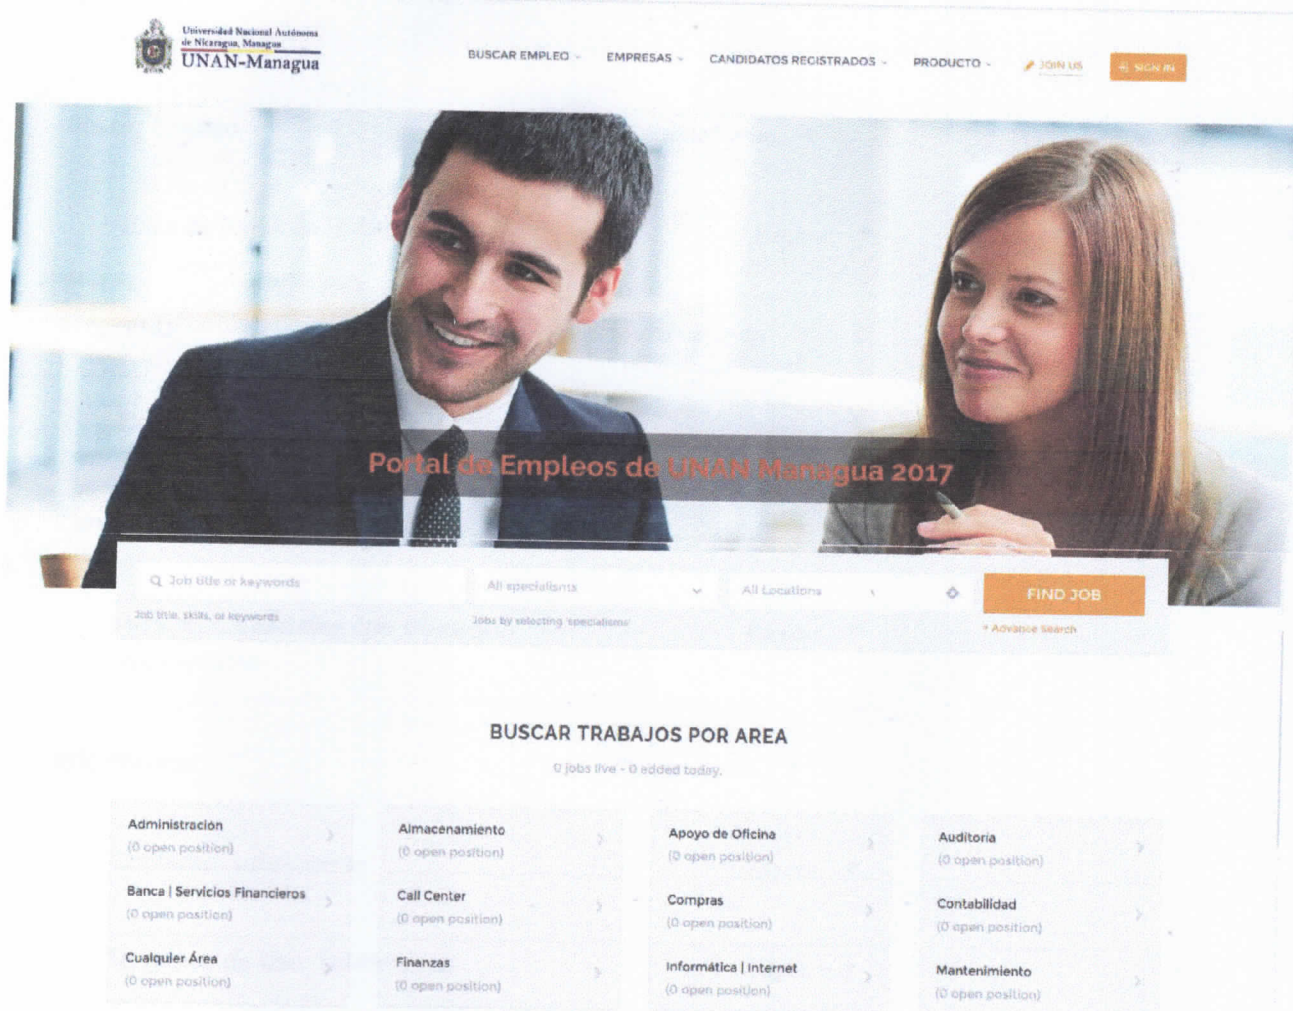 Universidad Nacional Autónoma
de Nicaragua, Managua
UNAN-Managua
BUSCAR EMPLEO
EMPRESAS
CANDIDATOS REGISTRADOS
PRODUCTO
JOIN US
SIGN IN
Portal de Empleos de UNAN Managua 2017
Job title or keywords
All specialisms
All Locations
FIND JOB
Job title, skills, or keywords
Jobs by selecting 'specialisms'
+ Advance Search
BUSCAR TRABAJOS POR AREA
0 jobs live - 0 added today.
Administración
(0 open position)
Almacenamiento
(0 open position)
Apoyo de Oficina
(0 open position)
Auditoría
(0 open position)
Banca | Servicios Financieros
(0 open position)
Call Center
(0 open position)
Compras
(0 open position)
Contabilidad
(0 open position)
Cualquier Área
(0 open position)
Finanzas
(0 open position)
Informática | Internet
(0 open position)
Mantenimiento
(0 open position)